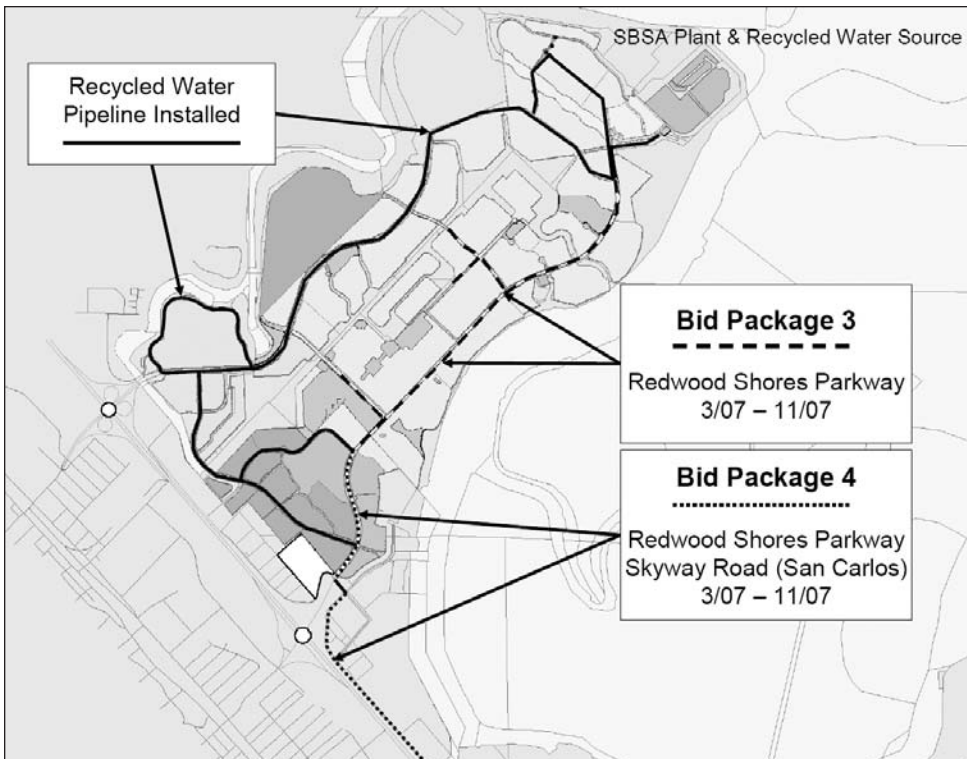 SBSA Plant & Recycled Water Source
Recycled Water
Pipeline Installed
Bid Package 3
Redwood Shores Parkway
3/07 – 11/07
Bid Package 4
Redwood Shores Parkway
Skyway Road (San Carlos)
3/07 – 11/07